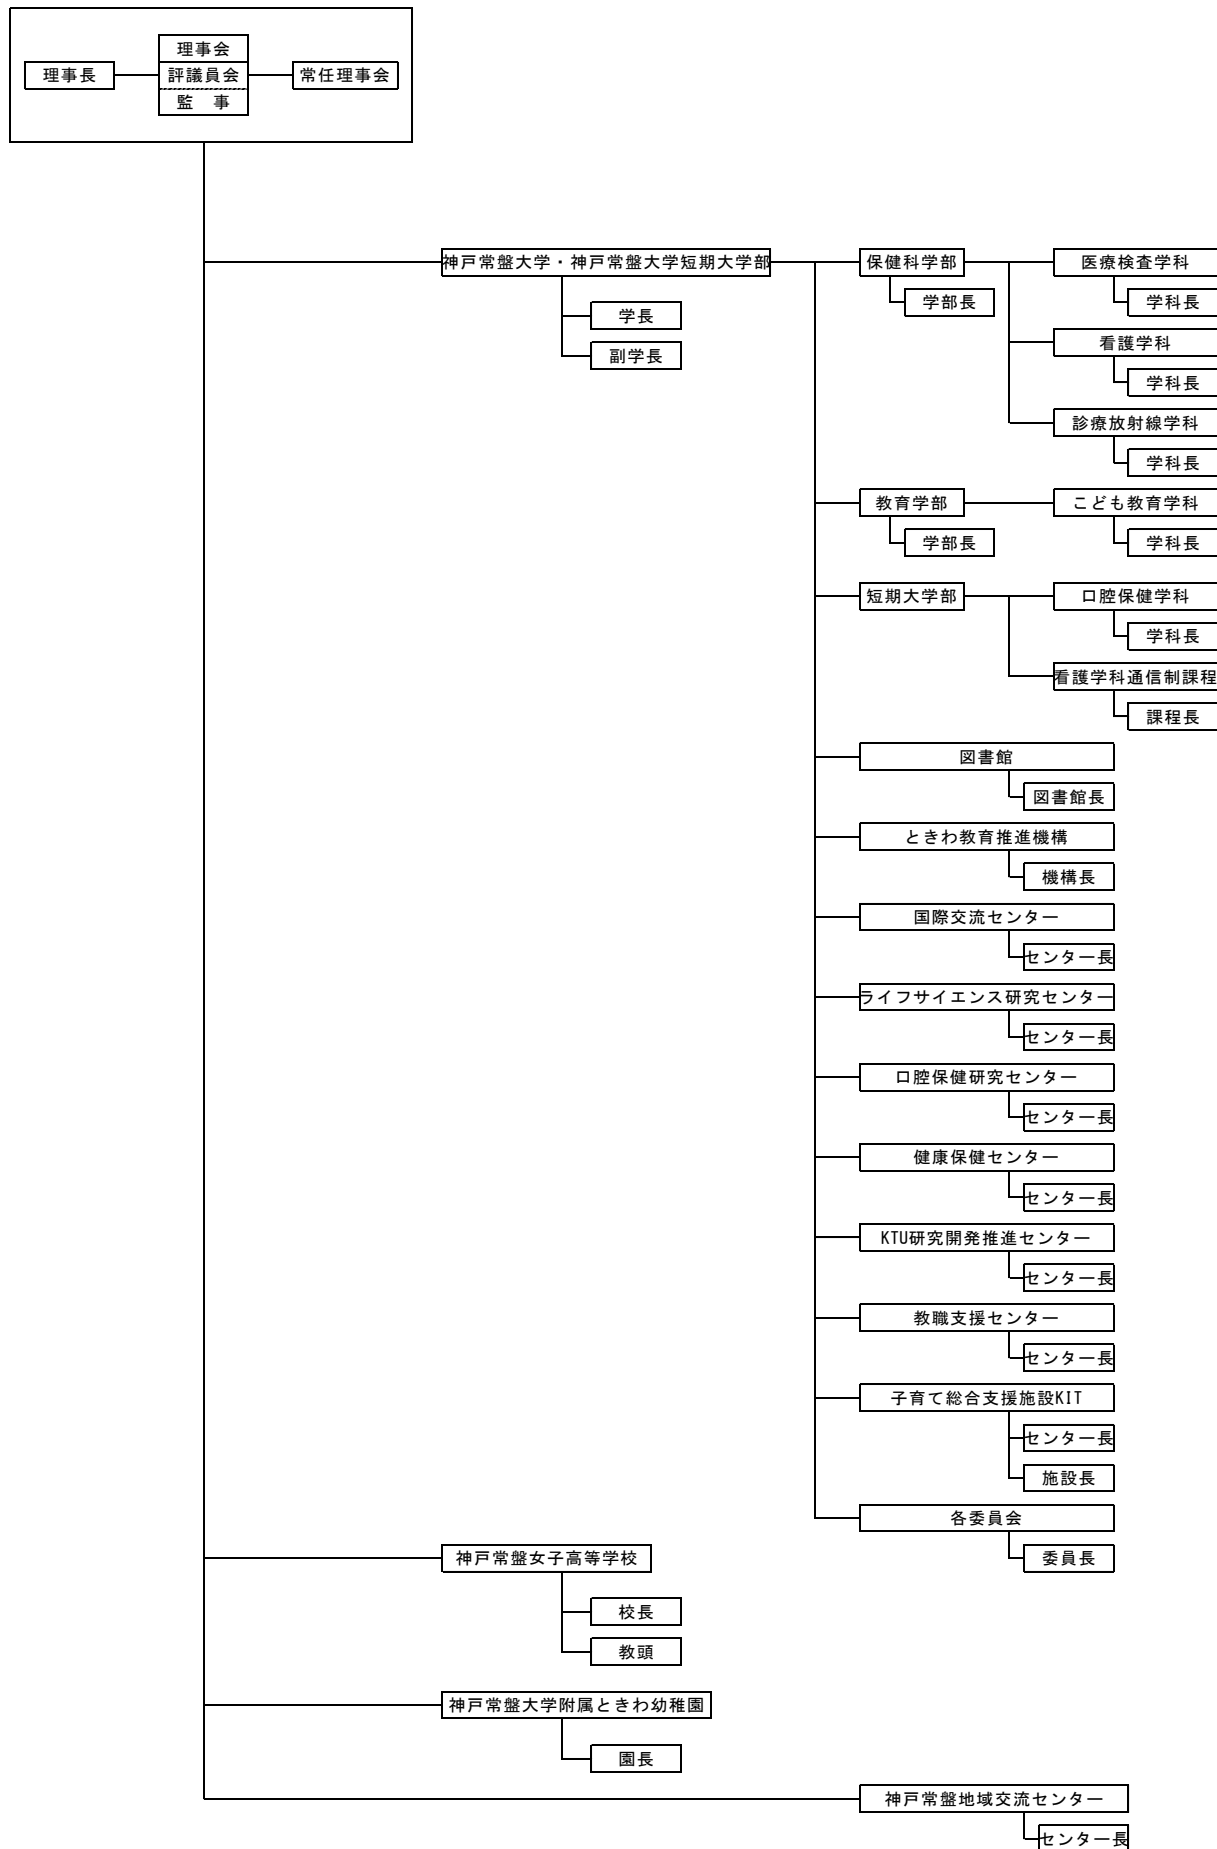 理事会
理事長
評議員会
常任理事会
監　事
神戸常盤大学・神戸常盤大学短期大学部
保健科学部
医療検査学科
学部長
学科長
学長
看護学科
副学長
学科長
診療放射線学科
学科長
教育学部
こども教育学科
学部長
学科長
短期大学部
口腔保健学科
学科長
看護学科通信制課程
課程長
図書館
図書館長
ときわ教育推進機構
機構長
国際交流センター
センター長
ライフサイエンス研究センター
センター長
口腔保健研究センター
センター長
健康保健センター
センター長
KTU研究開発推進センター
センター長
教職支援センター
センター長
子育て総合支援施設KIT
センター長
施設長
各委員会
委員長
神戸常盤女子高等学校
校長
教頭
神戸常盤大学附属ときわ幼稚園
園長
神戸常盤地域交流センター
センター長